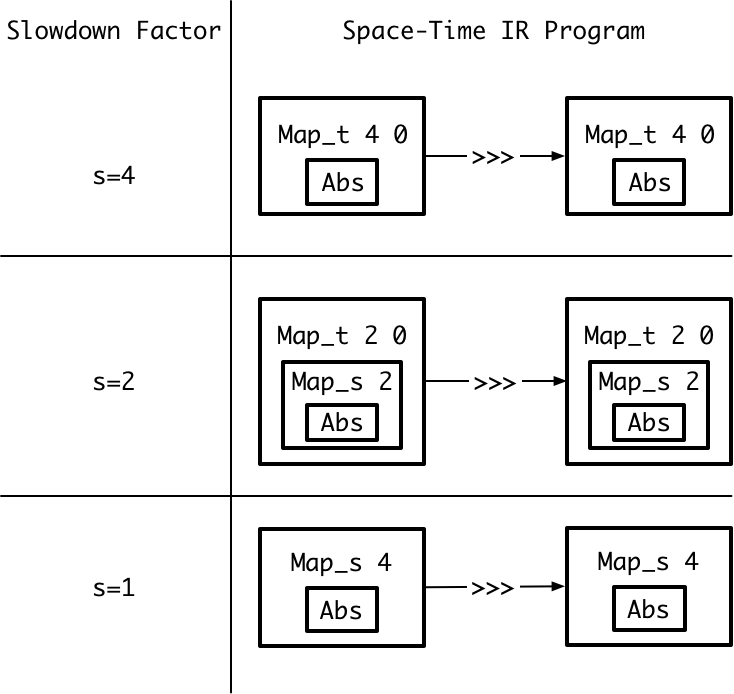 Slowdown Factor Space-Time IR Program
Map_t 4 0 Map_t 4 0
s=4 Abs >>> Abs
Map_t 2 0 Map_t 2 0
s=2 Map_s 2 >>> Map_s 2
Abs Abs
Map_s 4 Map_s 4
s=1 Abs >>> Abs